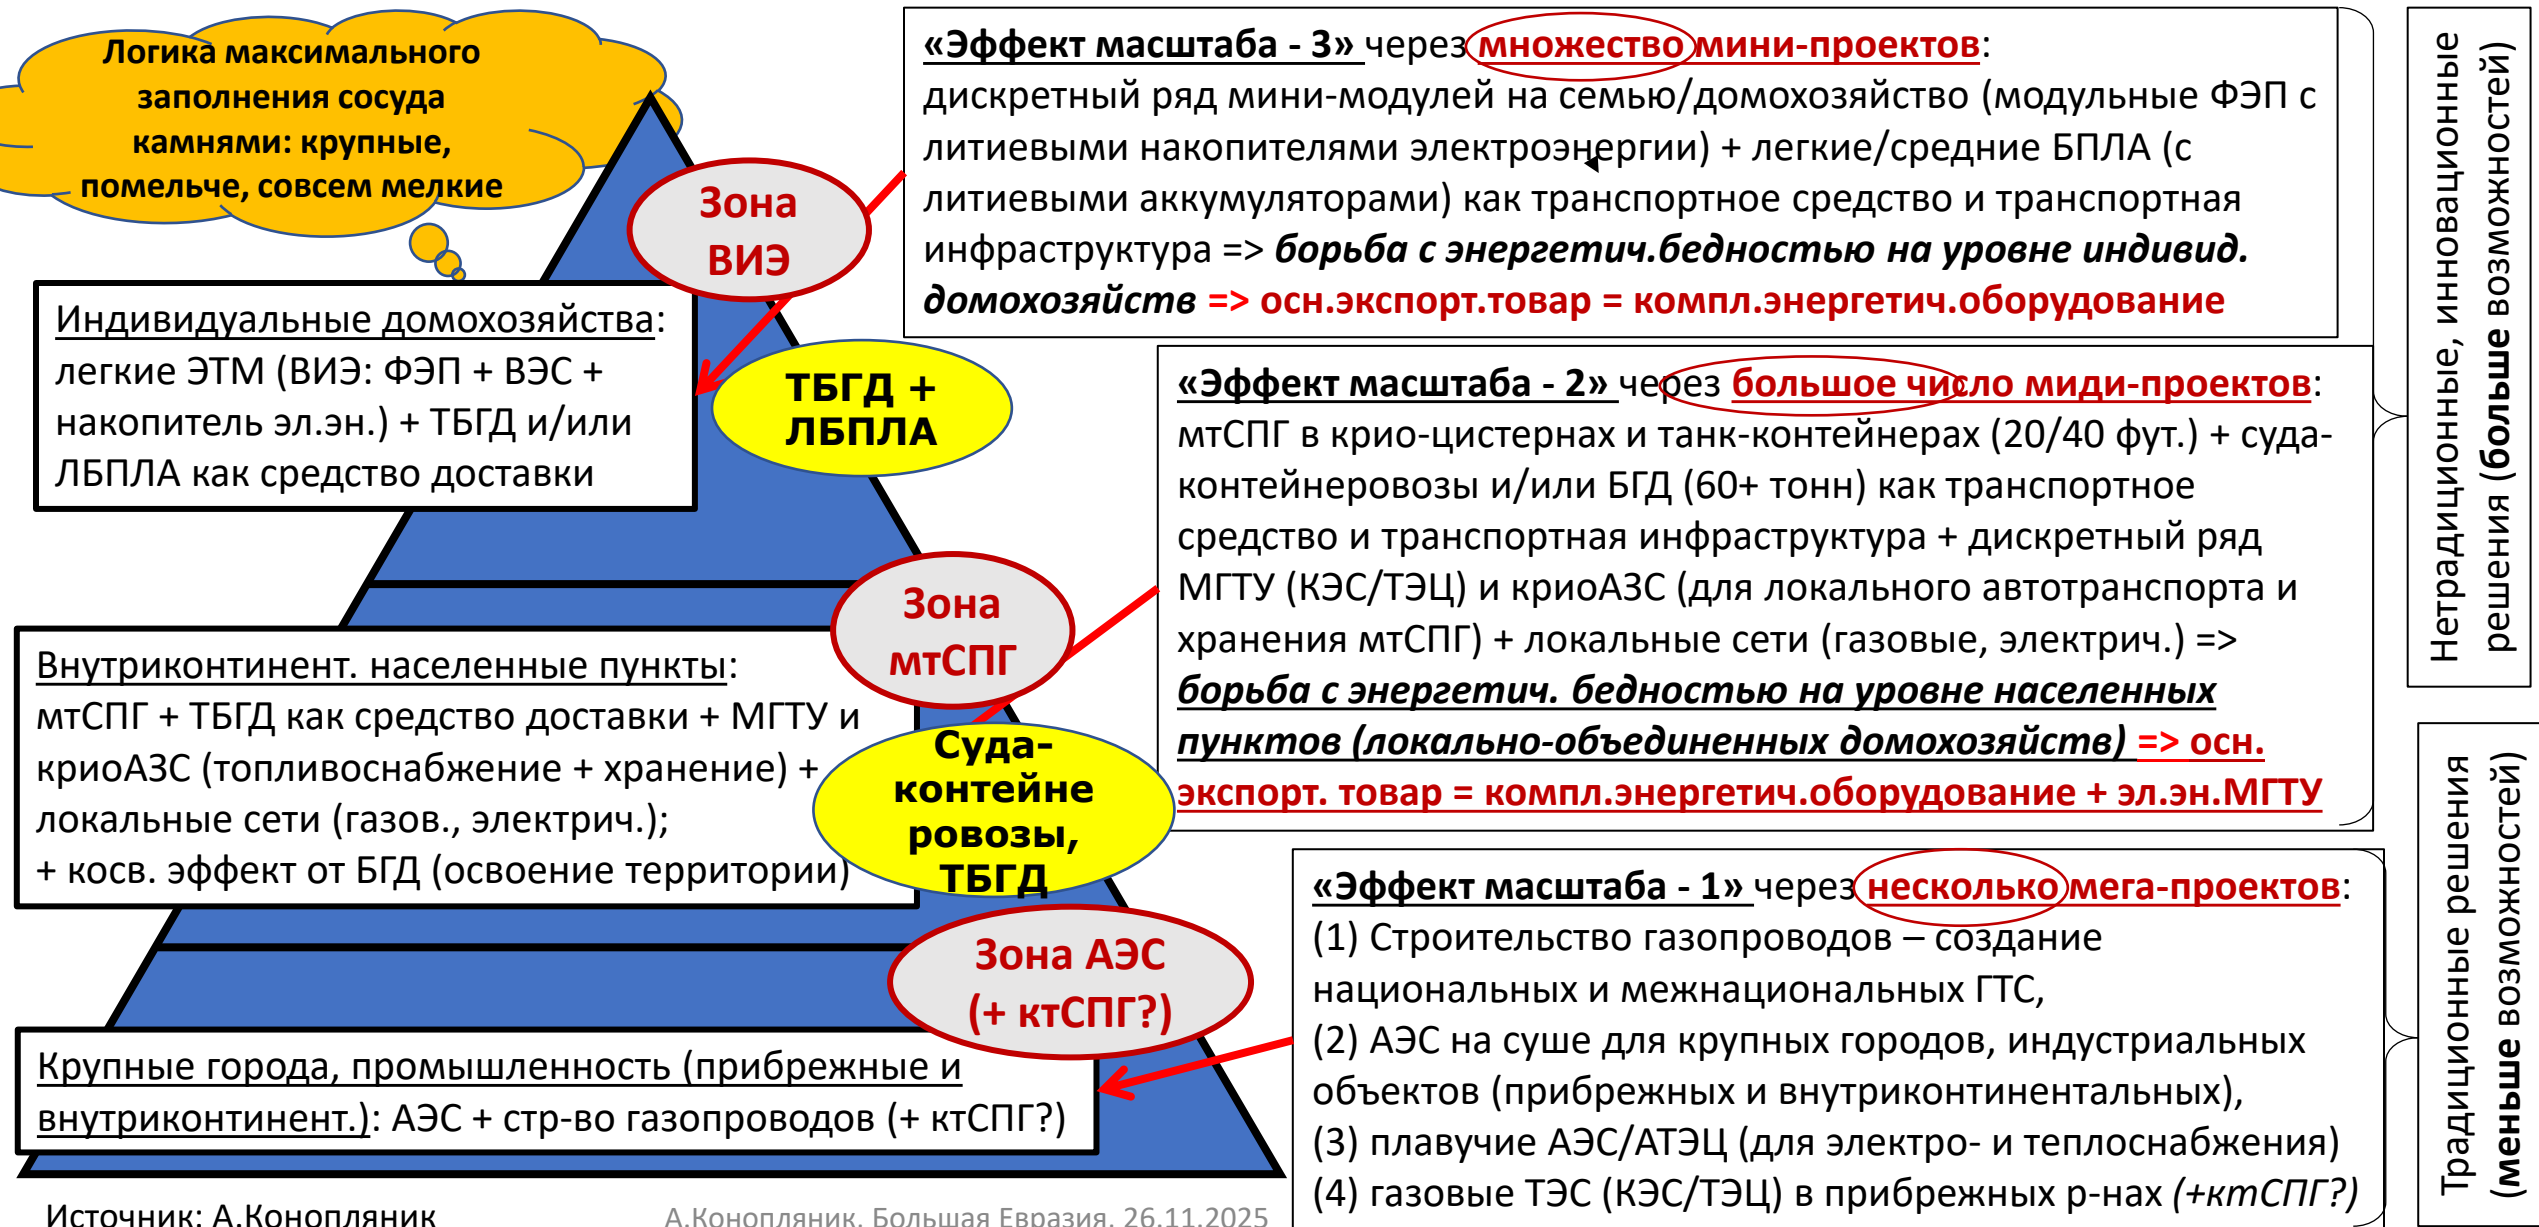 Логика максимального
заполнения сосуда
камнями: крупные,
помельче, совсем мелкие
«Эффект масштаба - 3» через множество мини-проектов:
дискретный ряд мини-модулей на семью/домохозяйство (модульные ФЭП с
литиевыми накопителями электроэнергии) + легкие/средние БПЛА (с
литиевыми аккумуляторами) как транспортное средство и транспортная
инфраструктура => борьба с энергетич.бедностью на уровне индивид.
домохозяйств => осн.экспорт.товар = компл.энергетич.оборудование
Зона
ВИЭ
Индивидуальные домохозяйства:
легкие ЭТМ (ВИЭ: ФЭП + ВЭС +
накопитель эл.эн.) + ТБГД и/или
ЛБПЛА как средство доставки
ТБГД +
ЛБПЛА
«Эффект масштаба - 2» через большое число миди-проектов:
мтСПГ в крио-цистернах и танк-контейнерах (20/40 фут.) + суда-
контейнеровозы и/или БГД (60+ тонн) как транспортное
средство и транспортная инфраструктура + дискретный ряд
МГТУ (КЭС/ТЭЦ) и криоАЗС (для локального автотранспорта и
хранения мтСПГ) + локальные сети (газовые, электрич.) =>
борьба с энергетич. бедностью на уровне населенных
пунктов (локально-объединенных домохозяйств) => осн.
экспорт. товар = компл.энергетич.оборудование + эл.эн.МГТУ
Нетрадиционные, инновационные
решения (больше возможностей)
Зона
мтСПГ
Внутриконтинент. населенные пункты:
мтСПГ + ТБГД как средство доставки + МГТУ и
криоАЗС (топливоснабжение + хранение) +
локальные сети (газов., электрич.);
+ косв. эффект от БГД (освоение территории)
Суда-
контейне
ровозы,
ТБГД
Зона АЭС
(+ ктСПГ?)
Крупные города, промышленность (прибрежные и
внутриконтинент.): АЭС + стр-во газопроводов (+ ктСПГ?)
«Эффект масштаба - 1» через несколько мега-проектов:
(1) Строительство газопроводов – создание
национальных и межнациональных ГТС,
(2) АЭС на суше для крупных городов, индустриальных
объектов (прибрежных и внутриконтинентальных),
(3) плавучие АЭС/АТЭЦ (для электро- и теплоснабжения)
(4) газовые ТЭС (КЭС/ТЭЦ) в прибрежных р-нах (+ктСПГ?)
Традиционные решения
(меньше возможностей)
Источник: А.Конопляник
А.Конопляник, Большая Евразия, 26.11.2025